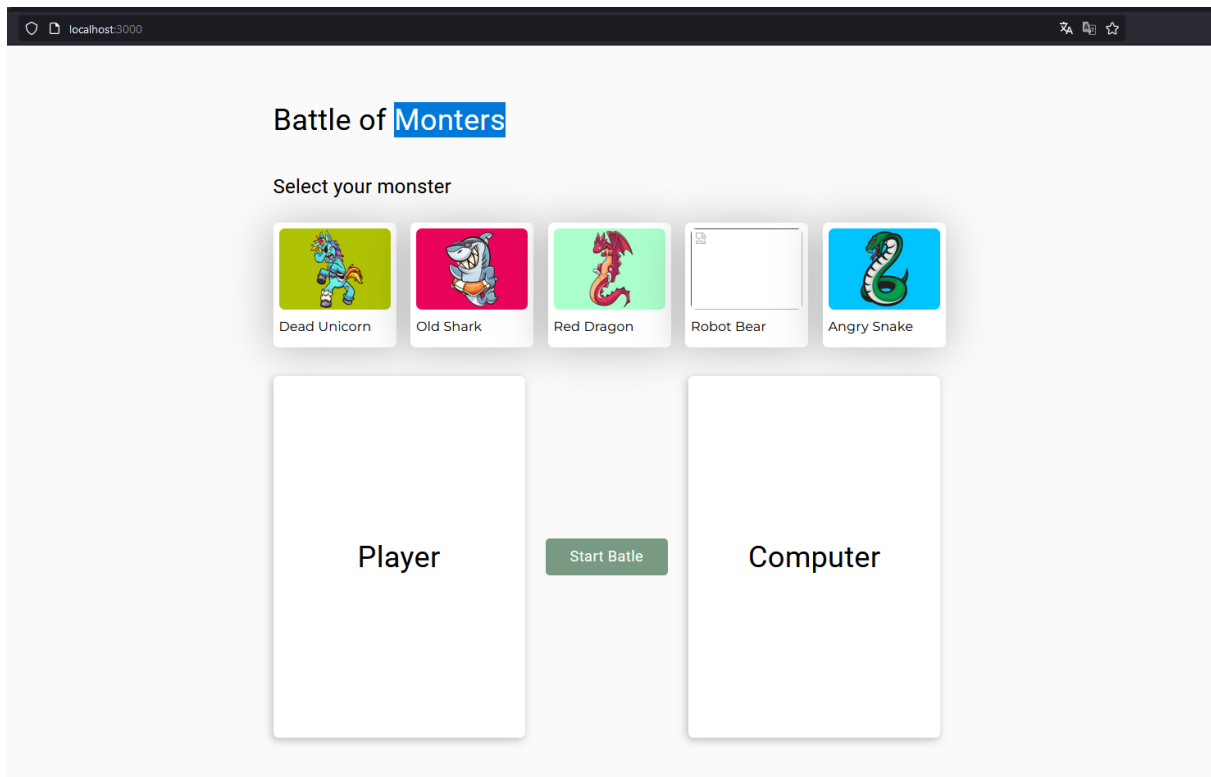 localhost:3000
Battle of Monters
Select your monster
Dead Unicorn
Old Shark
Red Dragon
Robot Bear
Angry Snake
Player
Start Batle
Computer